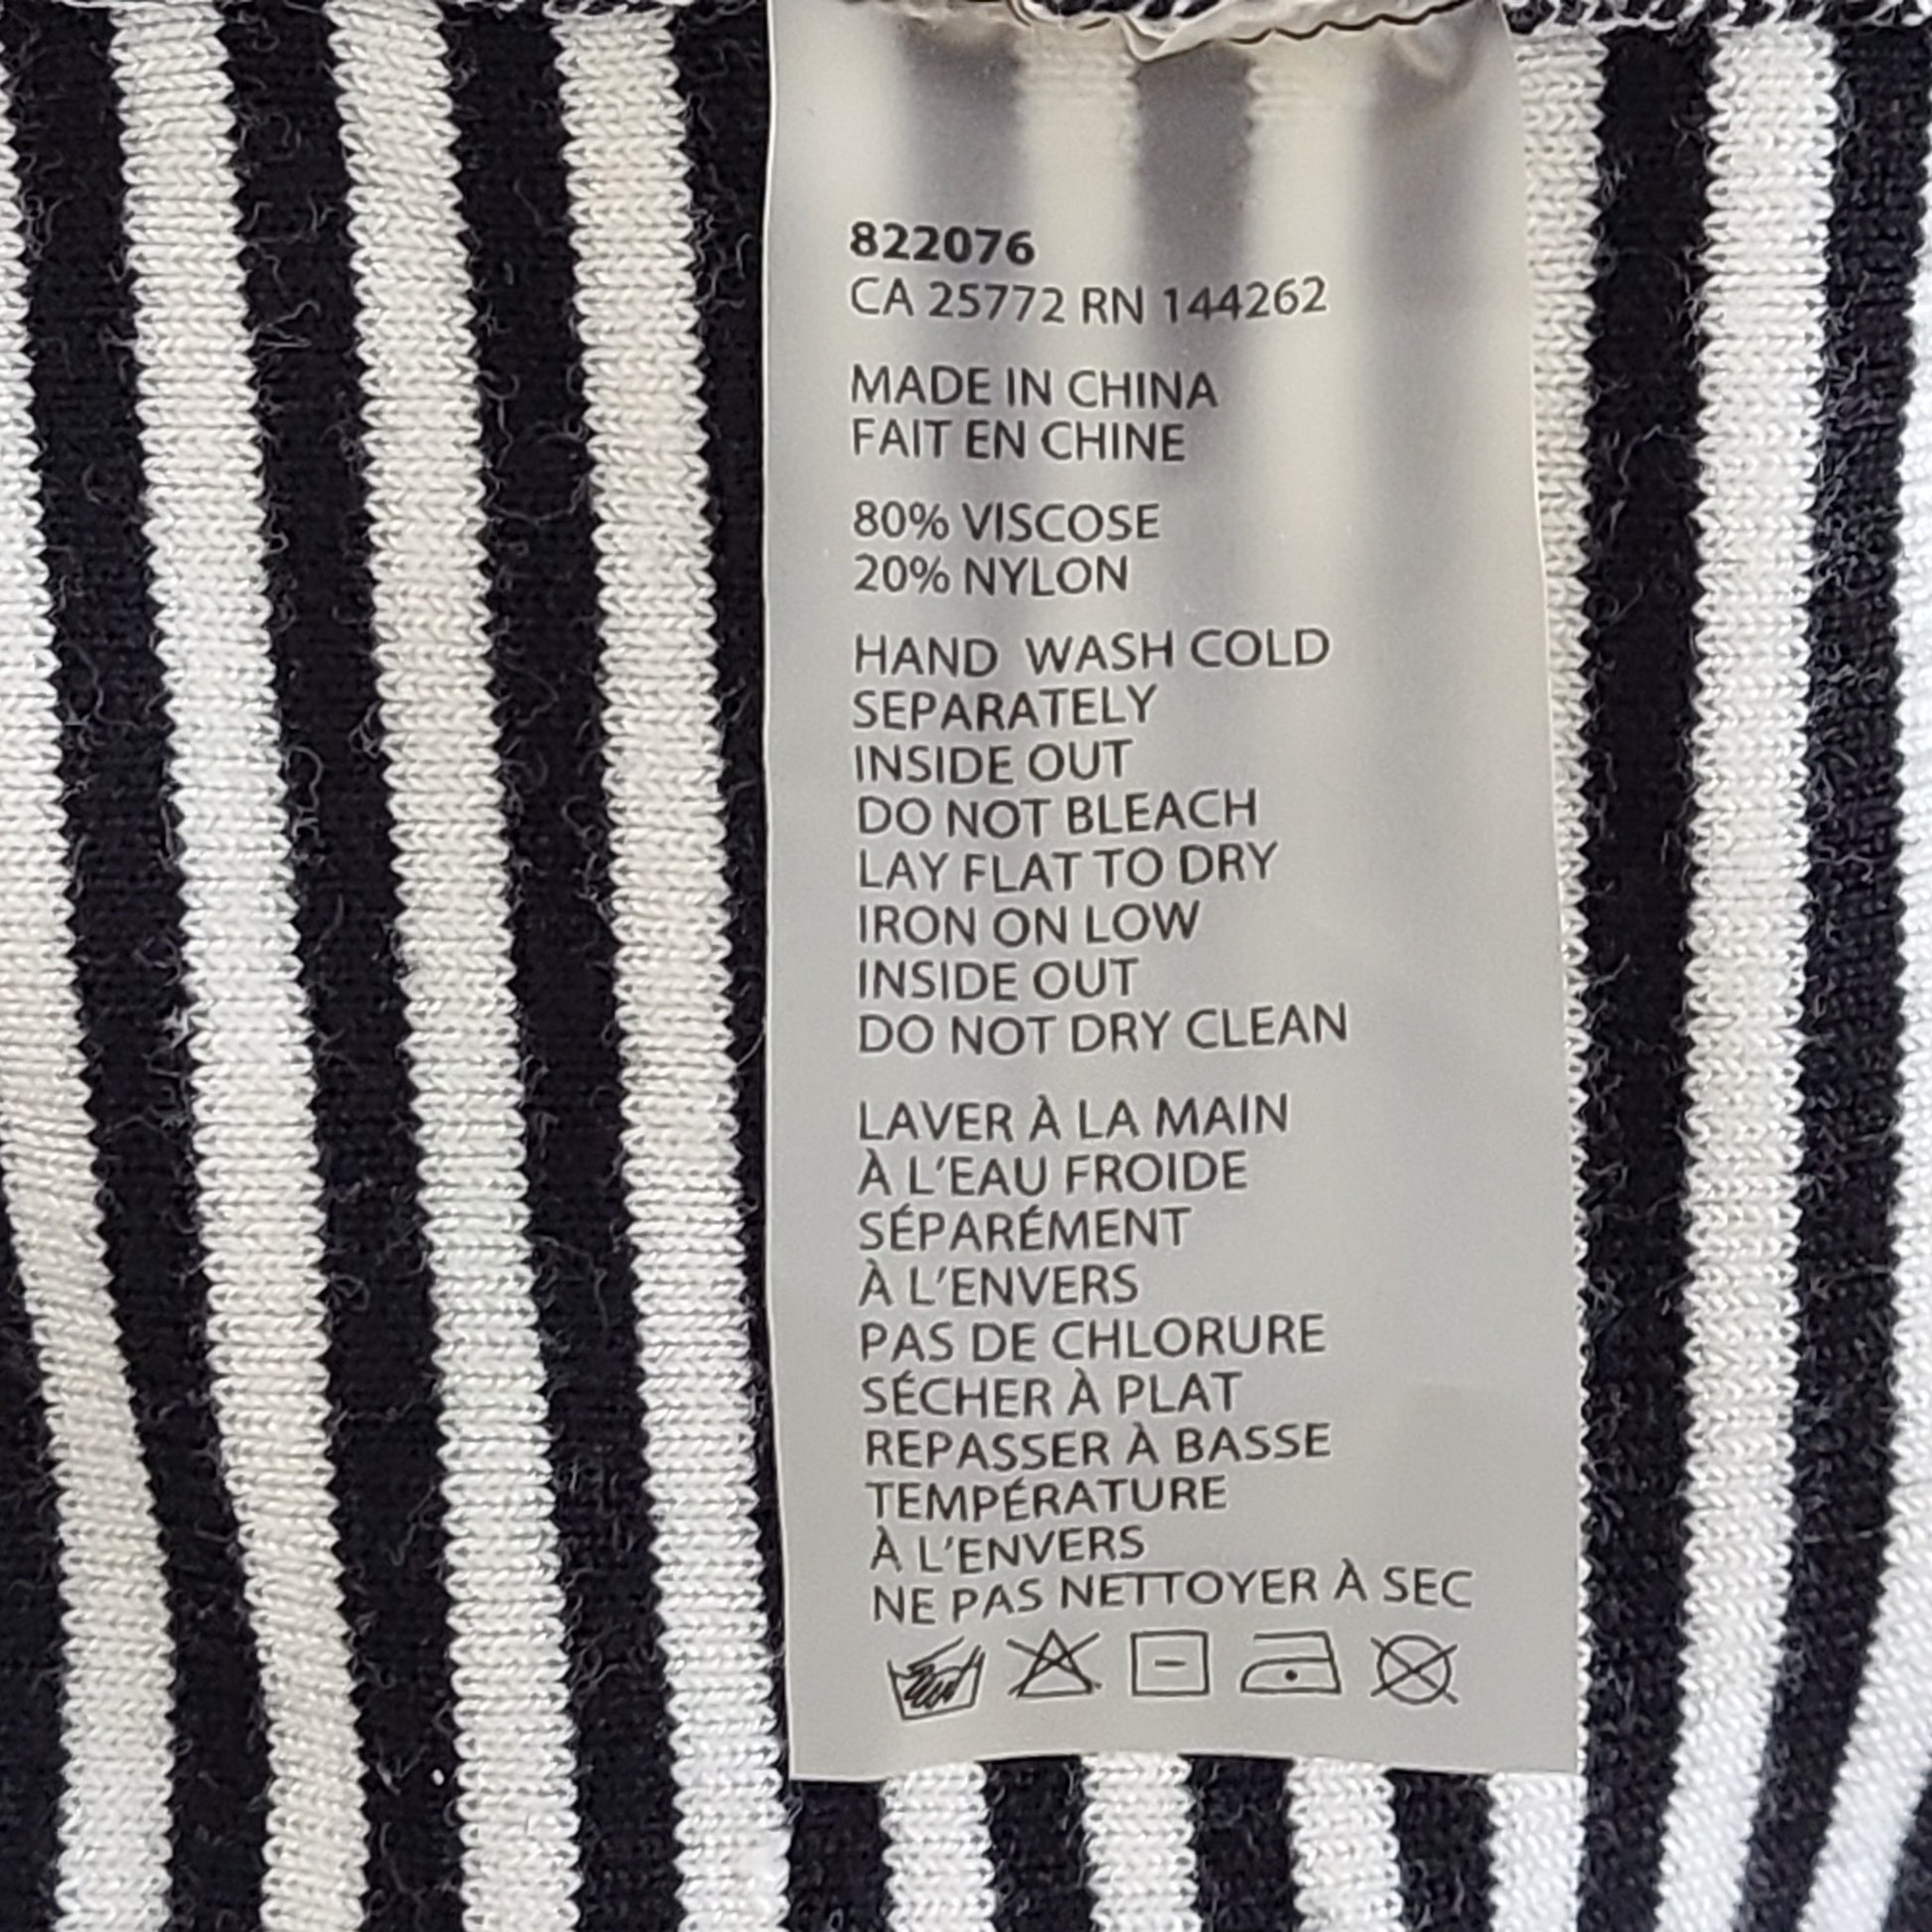 822076
CA 25772 RN 144262
MADE IN CHINA
FAIT EN CHINE
80% VISCOSE
20% NYLON
HAND WASH COLD
SEPARATELY
INSIDE OUT
DO NOT BLEACH
LAY FLAT TO DRY
IRON ON LOW
INSIDE OUT
DO NOT DRY CLEAN
LAVER À LA MAIN
À L'EAU FROIDE
SÉPARÉMENT
À L'ENVERS
PAS DE CHLORURE
SÉCHER À PLAT
REPASSER À BASSE
TEMPÉRATURE
À L'ENVERS
NE PAS NETTOYER À SEC